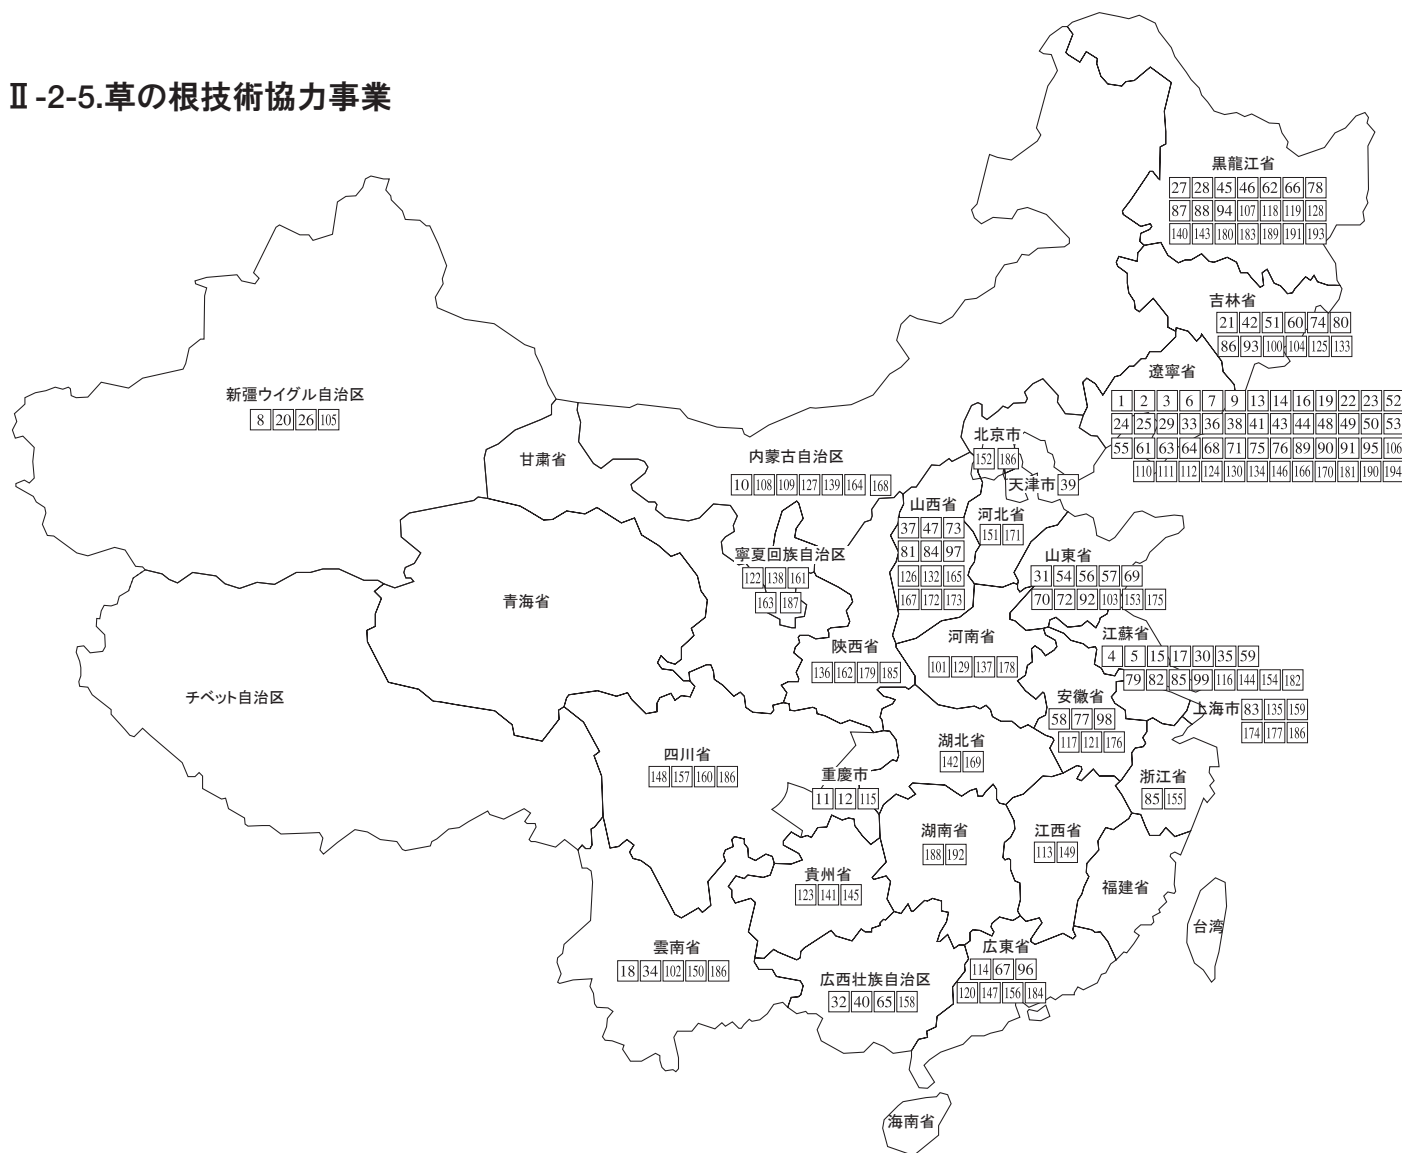 Ⅱ-2-5.草の根技術協力事業
黒龍江省
27 28 45 46 62 66 78
87 88 94 107 118 119 128
140 143 180 183 189 191 193
吉林省
21 42 51 60 74 80
86 93 100 104 125 133
遼寧省
1 2 3 6 7 9 13 14 16 19 22 23 52
24 25 29 33 36 38 41 43 44 48 49 50 53
55 61 63 64 68 71 75 76 89 90 91 95 106
110 111 112 124 130 134 146 166 170 181 190 194
新疆ウイグル自治区
8 20 26 105
甘粛省
内蒙古自治区
10 108 109 127 139 164 168
北京市
152 186
天津市 39
山西省
37 47 73
81 84 97
126 132 165
167 172 173
河北省
151 171
山東省
31 54 56 57 69
70 72 92 103 153 175
寧夏回族自治区
122 138 161
163 187
青海省
陝西省
136 162 179 185
河南省
101 129 137 178
江蘇省
4 5 15 17 30 35 59
79 82 85 99 116 144 154 182
チベット自治区
安徽省
58 77 98
117 121 176
上海市 83 135 159
174 177 186
四川省
148 157 160 186
重慶市
11 12 115
湖北省
142 169
浙江省
85 155
湖南省
188 192
江西省
113 149
貴州省
123 141 145
福建省
台湾
雲南省
18 34 102 150 186
広西壮族自治区
32 40 65 158
広東省
114 67 96
120 147 156 184
海南省